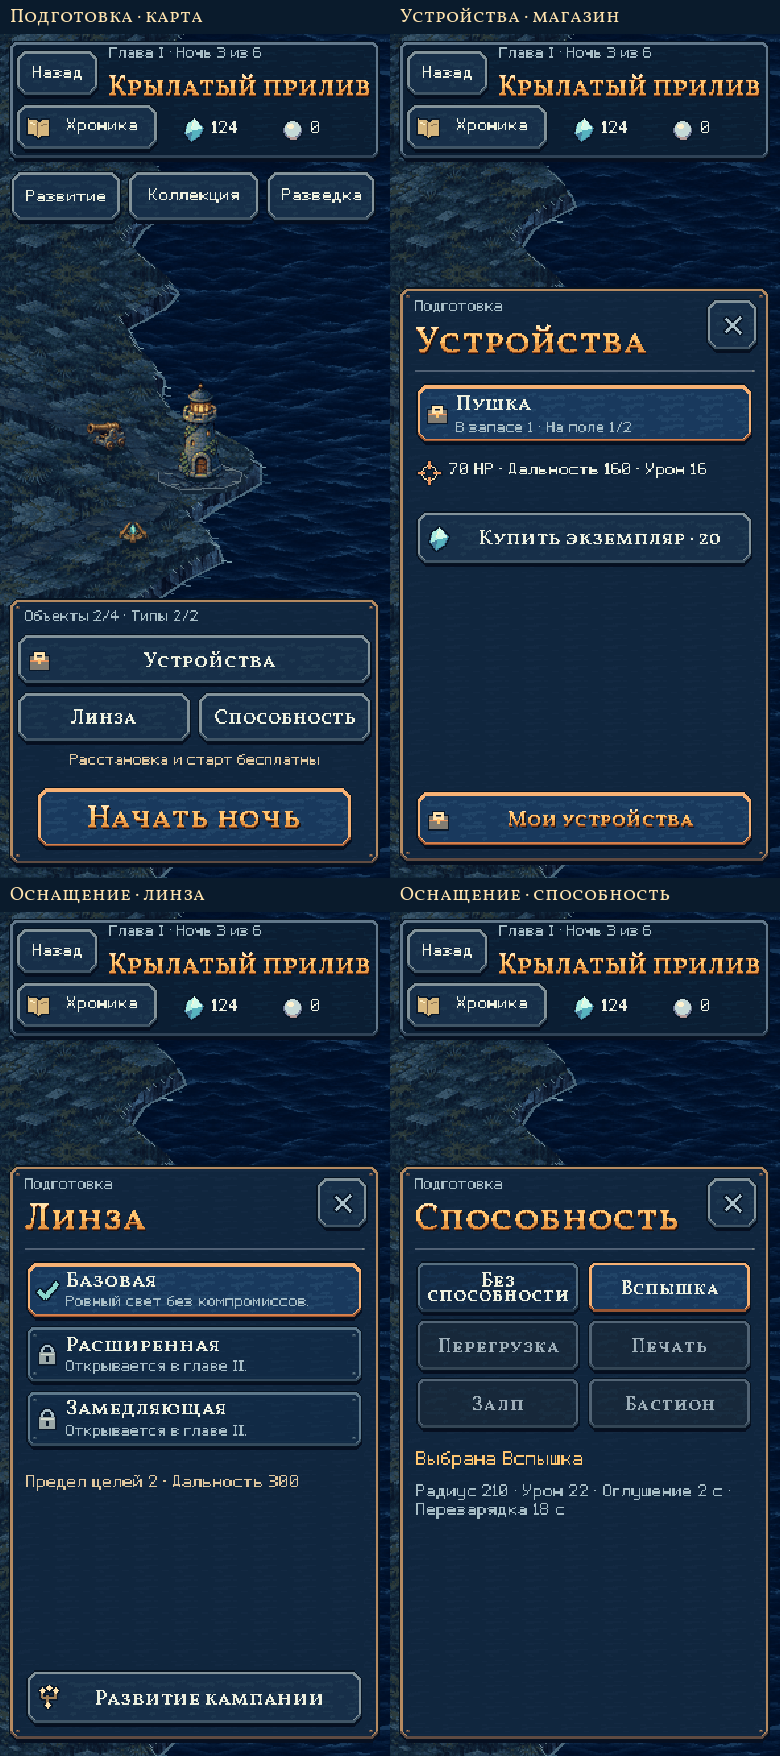 Подготовка · карта
Глава I · Ночь 3 из 6
Назад
Крылатый прилив
Хроника
124
0
Развитие
Коллекция
Разведка
Объекты 2/4 · Типы 2/2
Устройства
Линза
Способность
Расстановка и старт бесплатны
Начать ночь
Устройства · магазин
Глава I · Ночь 3 из 6
Назад
Крылатый прилив
Хроника
124
0
Подготовка
Устройства
Пушка
В запасе 1 · На поле 1/2
70 HP · Дальность 160 · Урон 16
Купить экземпляр · 20
Мои устройства
Оснащение · линза
Глава I · Ночь 3 из 6
Назад
Крылатый прилив
Хроника
124
0
Подготовка
Линза
Базовая
Ровный свет без компромиссов.
Расширенная
Открывается в главе II.
Замедляющая
Открывается в главе II.
Предел целей 2 · Дальность 300
Развитие кампании
Оснащение · способность
Глава I · Ночь 3 из 6
Назад
Крылатый прилив
Хроника
124
0
Подготовка
Способность
Без
способности
Вспышка
Перегрузка
Печать
Залп
Бастион
Выбрана Вспышка
Радиус 210 · Урон 22 · Оглушение 2 с ·
Перезарядка 18 с